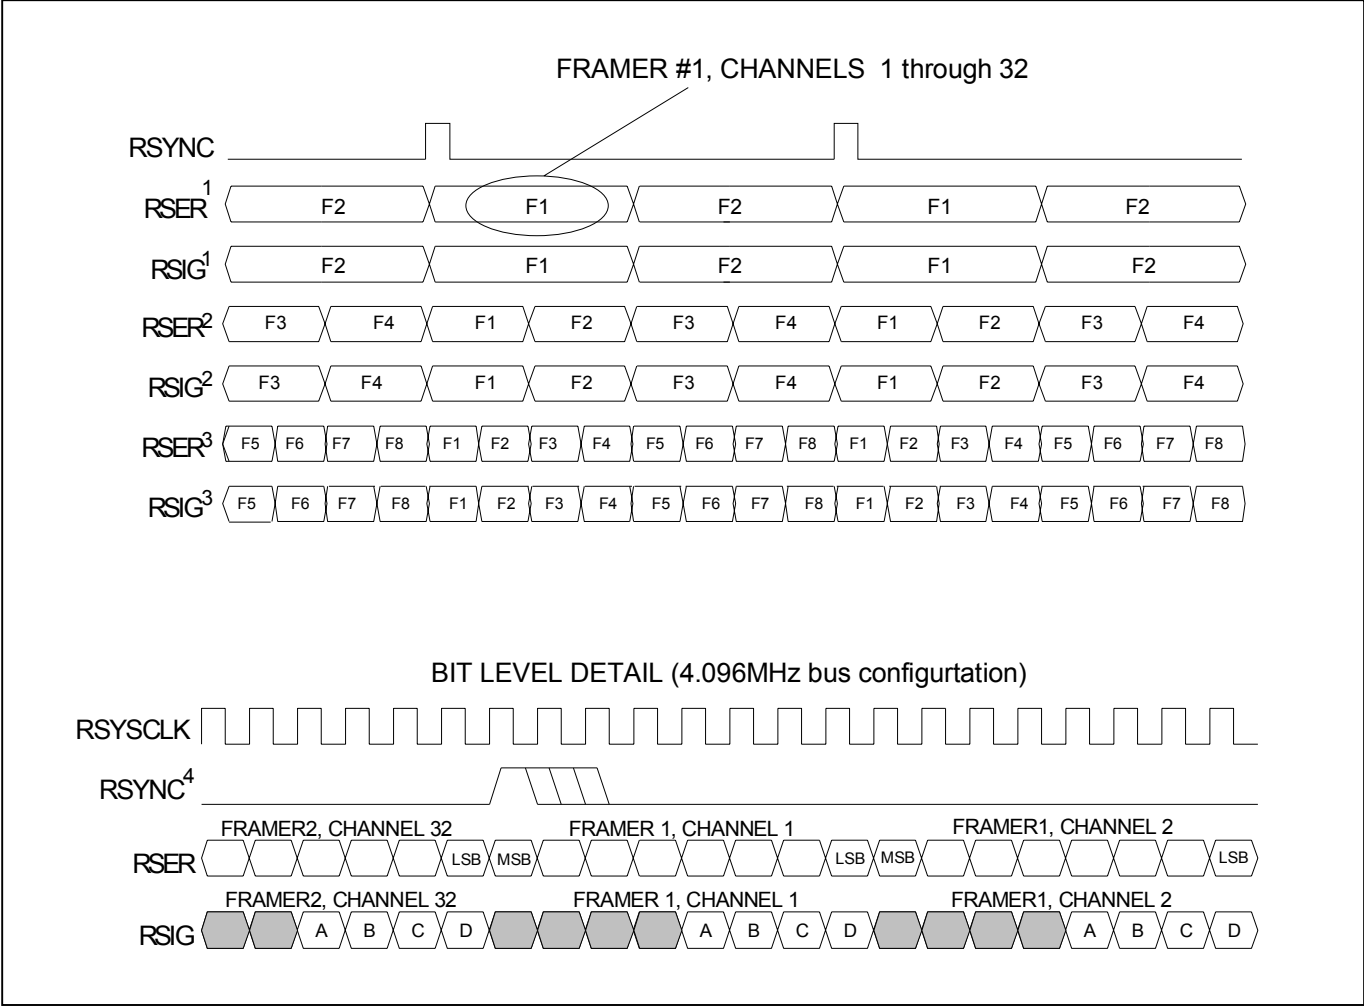 FRAMER #1, CHANNELS 1 through 32
RSYNC
RSER1 F2 F1 F2 F1 F2
RSIG1 F2 F1 F2 F1 F2
RSER2 F3 F4 F1 F2 F3 F4 F1 F2 F3 F4
RSIG2 F3 F4 F1 F2 F3 F4 F1 F2 F3 F4
RSER3 F5 F6 F7 F8 F1 F2 F3 F4 F5 F6 F7 F8 F1 F2 F3 F4 F5 F6 F7 F8
RSIG3 F5 F6 F7 F8 F1 F2 F3 F4 F5 F6 F7 F8 F1 F2 F3 F4 F5 F6 F7 F8
BIT LEVEL DETAIL (4.096MHz bus configurtation)
RSYSCLK
RSYNC4
FRAMER2, CHANNEL 32 FRAMER 1, CHANNEL 1 FRAMER1, CHANNEL 2
RSER LSB MSB LSB MSB LSB
FRAMER2, CHANNEL 32 FRAMER 1, CHANNEL 1 FRAMER1, CHANNEL 2
RSIG A B C D A B C D A B C D